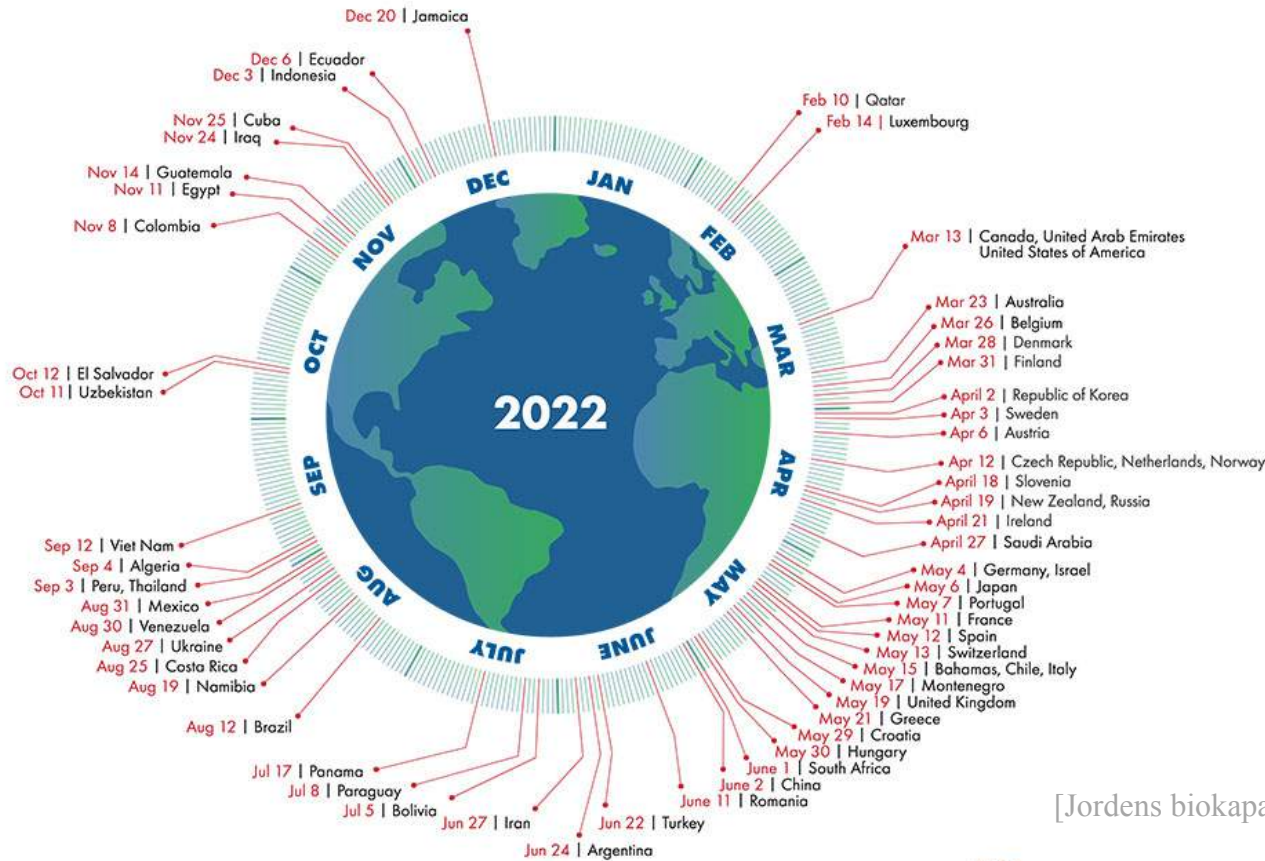 Dec 20 | Jamaica
Dec 6 | Ecuador
Dec 3 | Indonesia
Nov 25 | Cuba
Nov 24 | Iraq
Nov 14 | Guatemala
Nov 11 | Egypt
Nov 8 | Colombia
Oct 12 | El Salvador
Oct 11 | Uzbekistan
Sep 12 | Viet Nam
Sep 4 | Algeria
Sep 3 | Peru, Thailand
Aug 31 | Mexico
Aug 30 | Venezuela
Aug 27 | Ukraine
Aug 25 | Costa Rica
Aug 19 | Namibia
Aug 12 | Brazil
Jul 17 | Panama
Jul 8 | Paraguay
Jul 5 | Bolivia
Jun 27 | Iran
Jun 24 | Argentina
Jun 22 | Turkey
Feb 10 | Qatar
Feb 14 | Luxembourg
Mar 13 | Canada, United Arab Emirates
United States of America
Mar 23 | Australia
Mar 26 | Belgium
Mar 28 | Denmark
Mar 31 | Finland
April 2 | Republic of Korea
Apr 3 | Sweden
Apr 6 | Austria
Apr 12 | Czech Republic, Netherlands, Norway
April 18 | Slovenia
April 19 | New Zealand, Russia
April 21 | Ireland
April 27 | Saudi Arabia
May 4 | Germany, Israel
May 6 | Japan
May 7 | Portugal
May 11 | France
May 12 | Spain
May 13 | Switzerland
May 15 | Bahamas, Chile, Italy
May 17 | Montenegro
May 19 | United Kingdom
May 21 | Greece
May 29 | Croatia
May 30 | Hungary
June 1 | South Africa
June 2 | China
June 11 | Romania
JAN
FEB
MAR
APR
MAY
JUNE
JULY
AUG
SEP
OCT
NOV
DEC
2022
[Jordens biokapa